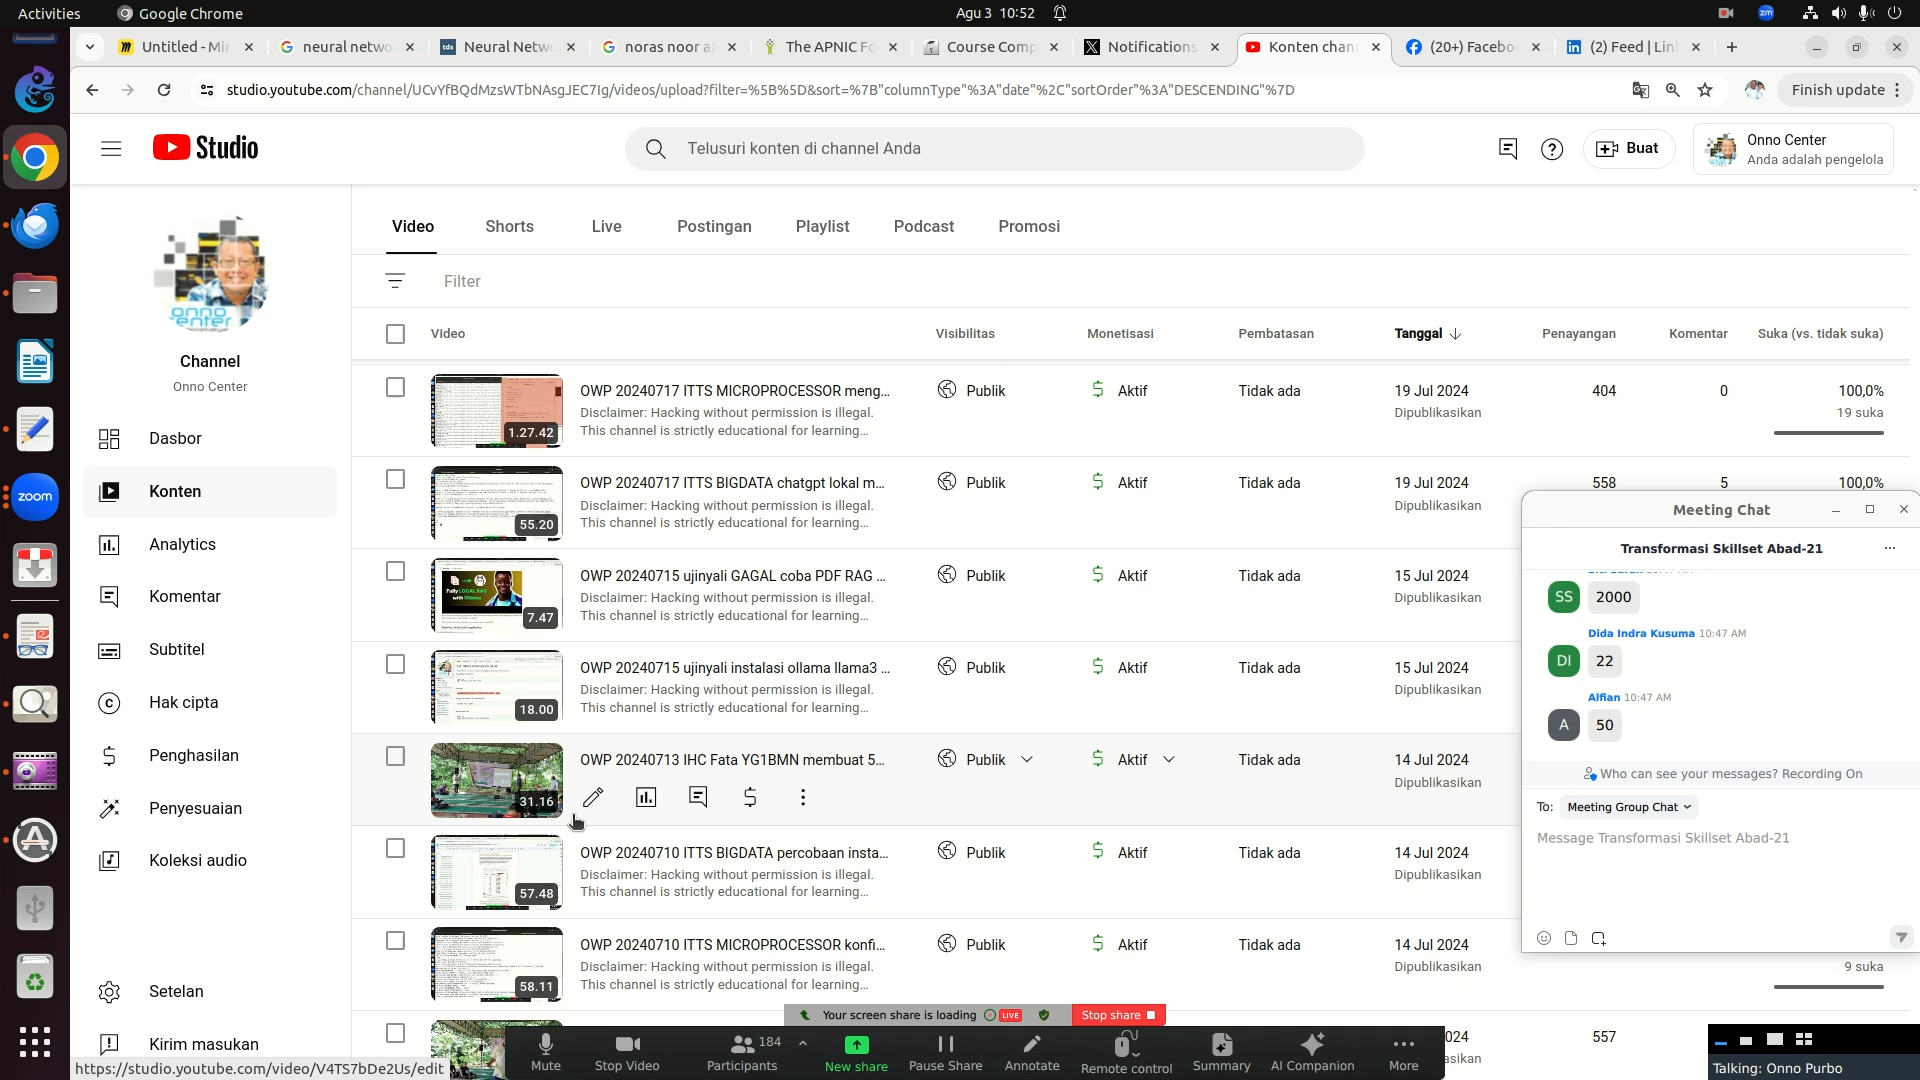 Activities
Google Chrome
Agu 3 10:52
zm
Untitled - Mir
neural netwo
Neural Netwo
noras noor a
The APNIC Fo
Course Comp
Notifications
Konten chan
(20+) Facebo
(2) Feed | Lin
studio.youtube.com/channel/UCvYfBQdMzsWTbNAsgJEC7Ig/videos/upload?filter=%5B%5D&sort=%7B"columnType"%3A"date"%2C"sortOrder"%3A"DESCENDING"%7D
Finish update
Studio
Telusuri konten di channel Anda
Buat
Onno Center
Anda adalah pengelola
Channel
Onno Center
Dasbor
Konten
Analytics
Komentar
Subtitel
Hak cipta
Penghasilan
Penyesuaian
Koleksi audio
Setelan
Kirim masukan
Video
Shorts
Live
Postingan
Playlist
Podcast
Promosi
Filter
Video
Visibilitas
Monetisasi
Pembatasan
Tanggal
Penayangan
Komentar
Suka (vs. tidak suka)
1.27.42
OWP 20240717 ITTS MICROPROCESSOR meng...
Disclaimer: Hacking without permission is illegal.
This channel is strictly educational for learning...
Publik
Aktif
Tidak ada
19 Jul 2024
Dipublikasikan
404
0
100,0%
19 suka
55.20
OWP 20240717 ITTS BIGDATA chatgpt lokal m...
Disclaimer: Hacking without permission is illegal.
This channel is strictly educational for learning...
Publik
Aktif
Tidak ada
19 Jul 2024
Dipublikasikan
558
5
100,0%
Fully LOCAL RAG
with Ollama
7.47
OWP 20240715 ujinyali GAGAL coba PDF RAG ...
Disclaimer: Hacking without permission is illegal.
This channel is strictly educational for learning...
Publik
Aktif
Tidak ada
15 Jul 2024
Dipublikasikan
18.00
OWP 20240715 ujinyali instalasi ollama llama3 ...
Disclaimer: Hacking without permission is illegal.
This channel is strictly educational for learning...
Publik
Aktif
Tidak ada
15 Jul 2024
Dipublikasikan
31.16
OWP 20240713 IHC Fata YG1BMN membuat 5...
Publik
Aktif
Tidak ada
14 Jul 2024
Dipublikasikan
57.48
OWP 20240710 ITTS BIGDATA percobaan insta...
Disclaimer: Hacking without permission is illegal.
This channel is strictly educational for learning...
Publik
Aktif
Tidak ada
14 Jul 2024
Dipublikasikan
58.11
OWP 20240710 ITTS MICROPROCESSOR konfi...
Disclaimer: Hacking without permission is illegal.
This channel is strictly educational for learning...
Publik
Aktif
Tidak ada
14 Jul 2024
Dipublikasikan
9 suka
024
557
Meeting Chat
Transformasi Skillset Abad-21
SS
2000
Dida Indra Kusuma 10:47 AM
DI
22
Alfian 10:47 AM
A
50
Who can see your messages? Recording On
To: Meeting Group Chat
Message Transformasi Skillset Abad-21
Your screen share is loading
LIVE
Stop share
Mute
Stop Video
Participants
184
New share
Pause Share
Annotate
Remote control
Summary
AI Companion
More
https://studio.youtube.com/video/V4TS7bDe2Us/edit
Talking: Onno Purbo
zoom